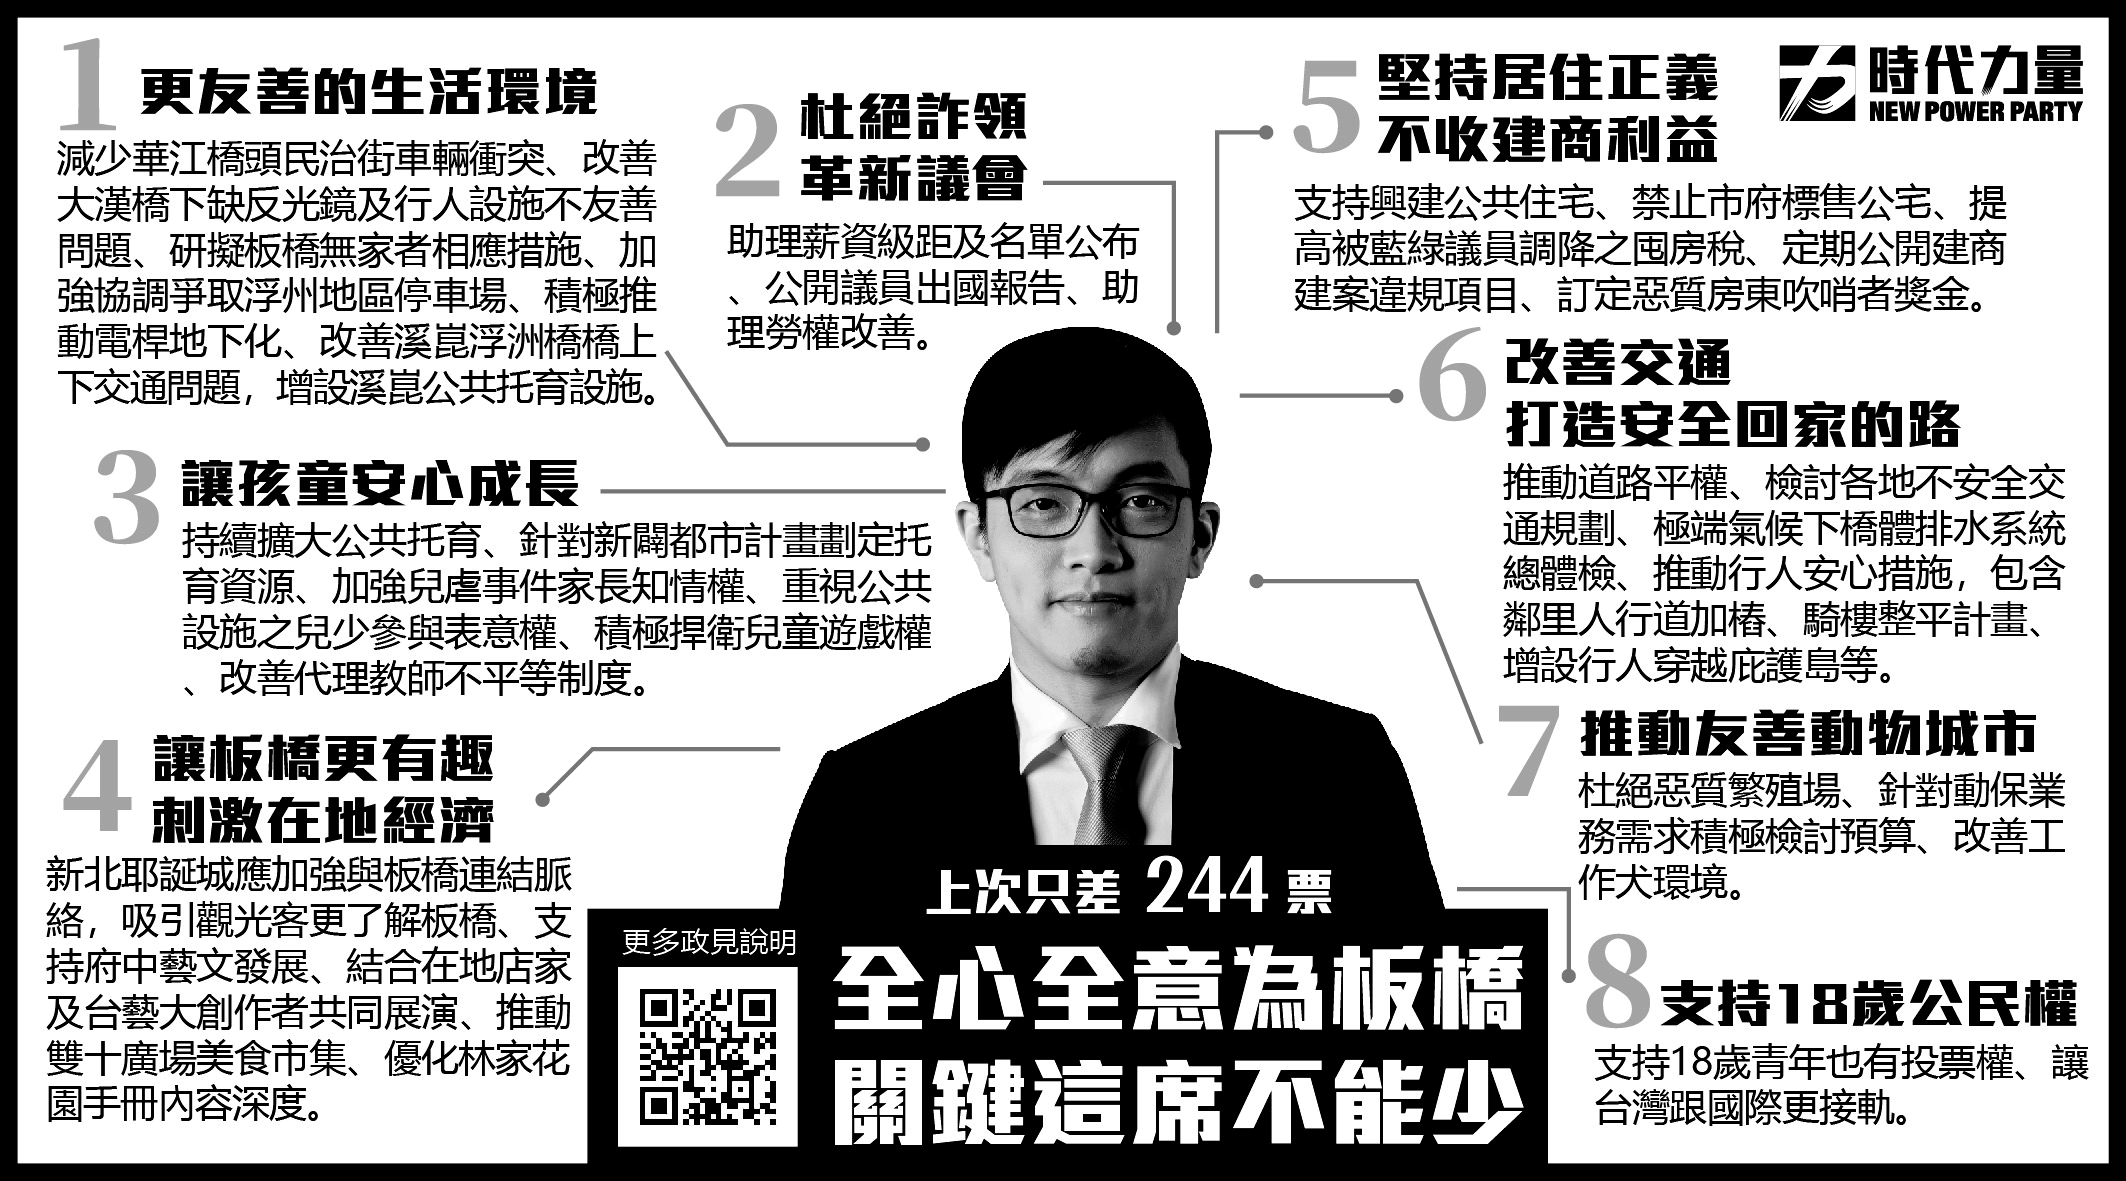 1 更友善的生活環境
減少華江橋頭民治街車輛衝突、改善
大漢橋下缺反光鏡及行人設施不友善
問題、研擬板橋無家者相應措施、加
強協調爭取浮州地區停車場、積極推
動電桿地下化、改善溪崑浮洲橋橋上
下交通問題，增設溪崑公共托育設施。
2 杜絕詐領
革新議會
助理薪資級距及名單公布
、公開議員出國報告、助
理勞權改善。
3 讓孩童安心成長
持續擴大公共托育、針對新闢都市計畫劃定托
育資源、加強兒虐事件家長知情權、重視公共
設施之兒少參與表意權、積極捍衛兒童遊戲權
、改善代理教師不平等制度。
4 讓板橋更有趣
刺激在地經濟
新北耶誕城應加強與板橋連結脈
絡，吸引觀光客更了解板橋、支
持府中藝文發展、結合在地店家
及台藝大創作者共同展演、推動
雙十廣場美食市集、優化林家花
園手冊內容深度。
5 堅持居住正義
不收建商利益
支持興建公共住宅、禁止市府標售公宅、提
高被藍綠議員調降之囤房稅、定期公開建商
建案違規項目、訂定惡質房東吹哨者獎金。
時代力量
NEW POWER PARTY
6 改善交通
打造安全回家的路
推動道路平權、檢討各地不安全交
通規劃、極端氣候下橋體排水系統
總體檢、推動行人安心措施，包含
鄰里人行道加樁、騎樓整平計畫、
增設行人穿越庇護島等。
7 推動友善動物城市
杜絕惡質繁殖場、針對動保業
務需求積極檢討預算、改善工
作犬環境。
8 支持18歲公民權
支持18歲青年也有投票權、讓
台灣跟國際更接軌。
上次只差 244 票
更多政見說明
全心全意為板橋
關鍵這席不能少